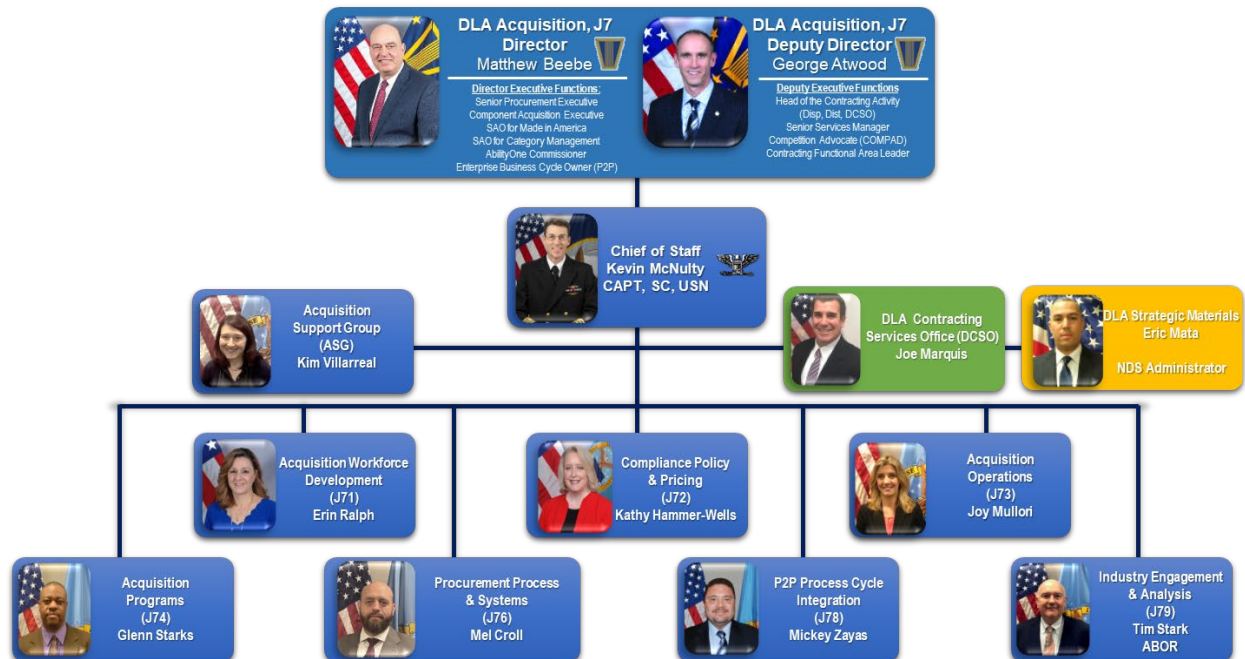 DLA Acquisition, J7
Director
Matthew Beebe
Director Executive Functions:
Senior Procurement Executive
Component Acquisition Executive
SAO for Made in America
SAO for Category Management
AbilityOne Commissioner
Enterprise Business Cycle Owner (P2P)
DLA Acquisition, J7
Deputy Director
George Atwood
Deputy Executive Functions
Head of the Contracting Activity
(Disp, Dist, DCSO)
Senior Services Manager
Competition Advocate (COMPAD)
Contracting Functional Area Leader
Chief of Staff
Kevin McNulty
CAPT, SC, USN
Acquisition
Support Group
(ASG)
Kim Villarreal
DLA Contracting
Services Office (DCSO)
Joe Marquis
DLA Strategic Materials
Eric Mata
NDS Administrator
Acquisition Workforce
Development
(J71)
Erin Ralph
Compliance Policy
& Pricing
(J72)
Kathy Hammer-Wells
Acquisition
Operations
(J73)
Joy Mullori
Acquisition
Programs
(J74)
Glenn Starks
Procurement Process
& Systems
(J76)
Mel Croll
P2P Process Cycle
Integration
(J78)
Mickey Zayas
Industry Engagement
& Analysis
(J79)
Tim Stark
ABOR